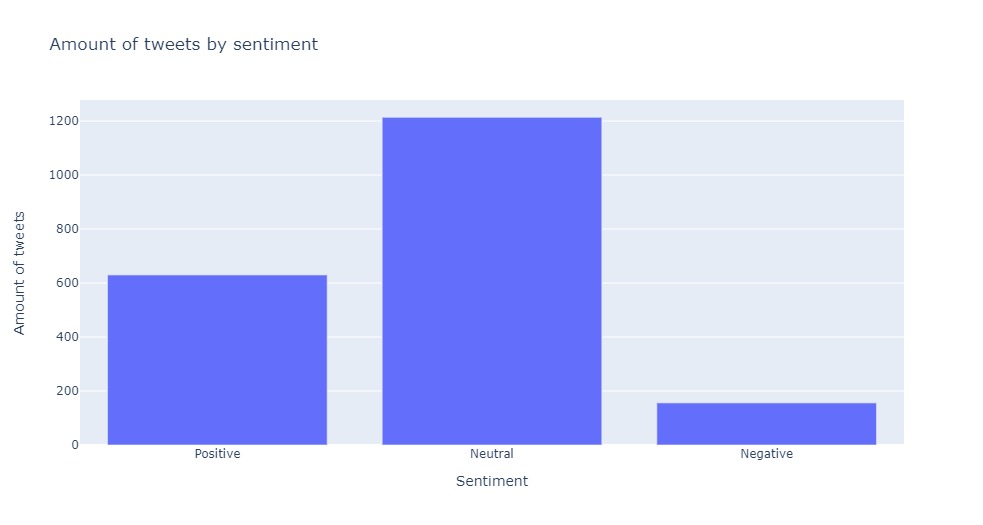 Amount of tweets by sentiment
Amount of tweets
1200
1000
800
600
400
200
0
Positive Neutral Negative
Sentiment